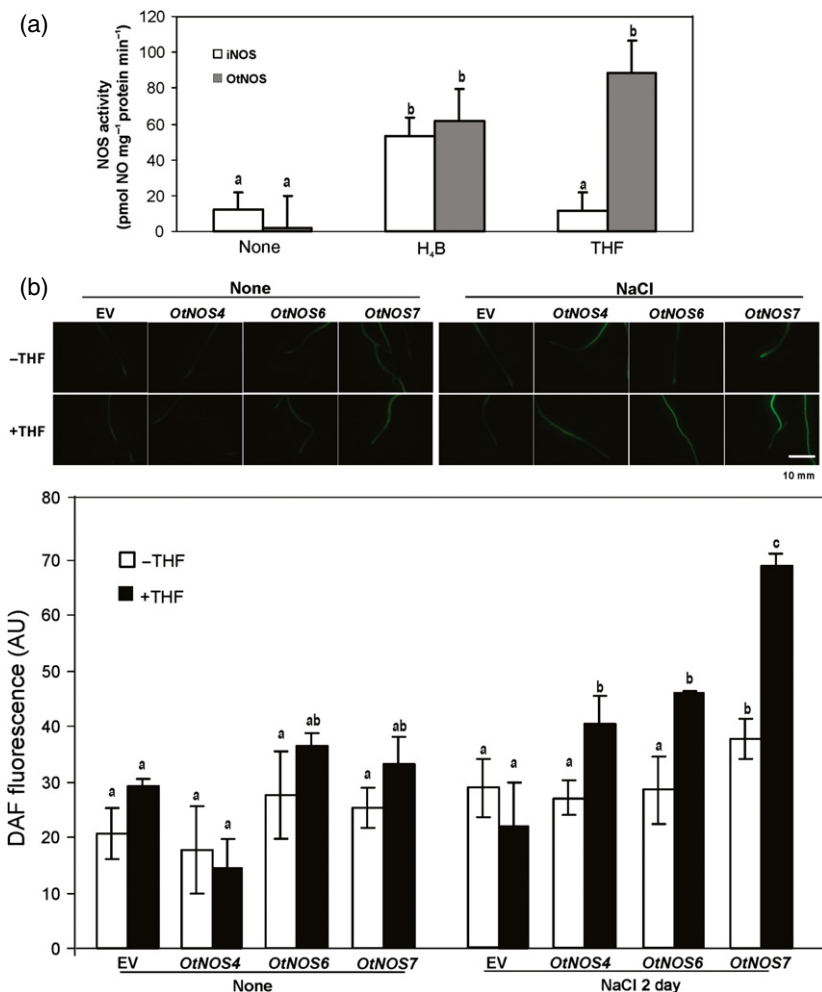 (a)
120
100
80
60
40
20
0
NOS activity
(pmol NO mg⁻¹ protein min⁻¹)
iNOS
OtNOS
a a b b a b
None H₄B THF
(b)
None NaCl
EV OtNOS4 OtNOS6 OtNOS7 EV OtNOS4 OtNOS6 OtNOS7
–THF
+THF
10 mm
80
70
60
50
40
30
20
10
0
DAF fluorescence (AU)
–THF
+THF
a a a a a ab a ab a a a b a b b c
EV OtNOS4 OtNOS6 OtNOS7 EV OtNOS4 OtNOS6 OtNOS7
None NaCl 2 day